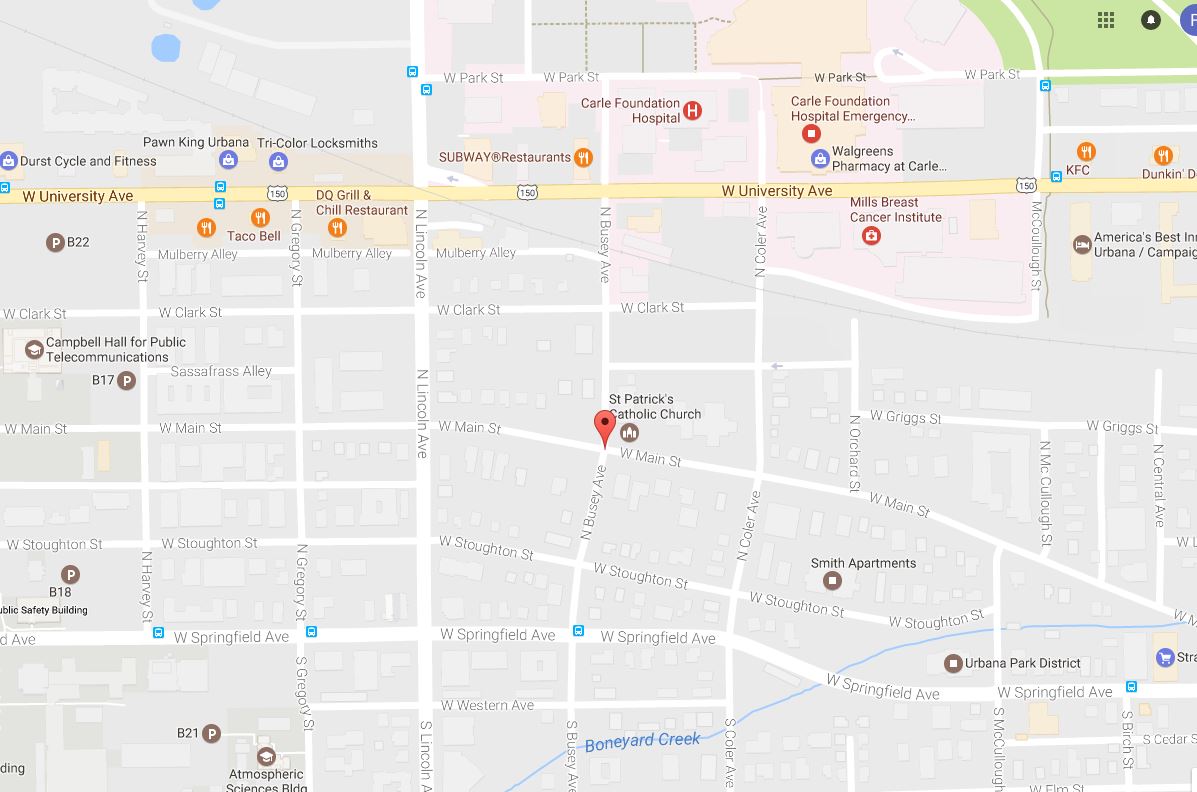 P
W Park St
W Park St
W Park St
W Park St
Carle Foundation
Hospital
H
Carle Foundation
Hospital Emergency...
Pawn King Urbana
Tri-Color Locksmiths
Durst Cycle and Fitness
SUBWAY®Restaurants
Walgreens
Pharmacy at Carle...
KFC
Dunkin' D
W University Ave
150
150
W University Ave
150
DQ Grill &
Chill Restaurant
Taco Bell
Mills Breast
Cancer Institute
P
B22
America's Best Inn
Urbana / Campaig
N Harvey St
N Gregory St
N Lincoln Ave
N Busey Ave
N Coler Ave
McCullough St
Mulberry Alley
Mulberry Alley
Mulberry Alley
W Clark St
W Clark St
W Clark St
W Clark St
Campbell Hall for Public
Telecommunications
B17
P
Sassafrass Alley
N Lincoln Ave
St Patrick's
Catholic Church
W Main St
W Main St
W Main St
W Main St
W Main St
W Griggs St
W Griggs St
N Orchard St
N Mc Cullough St
N Central Ave
N Busey Ave
N Coler Ave
W Stoughton St
W Stoughton St
W Stoughton St
W Stoughton St
W Stoughton St
W Stoughton St
W L
Smith Apartments
P
B18
ublic Safety Building
N Harvey St
N Gregory St
d Ave
W Springfield Ave
W Springfield Ave
W Springfield Ave
W Springfield Ave
W Springfield Ave
W M
Urbana Park District
Stra
S Gregory St
W Western Ave
B21
P
Boneyard Creek
S Lincoln A
S Busey Ave
S Coler Ave
S McCullough
S Birch St
S Cedar S
ding
Atmospheric
Sciences Bldg
W Elm St